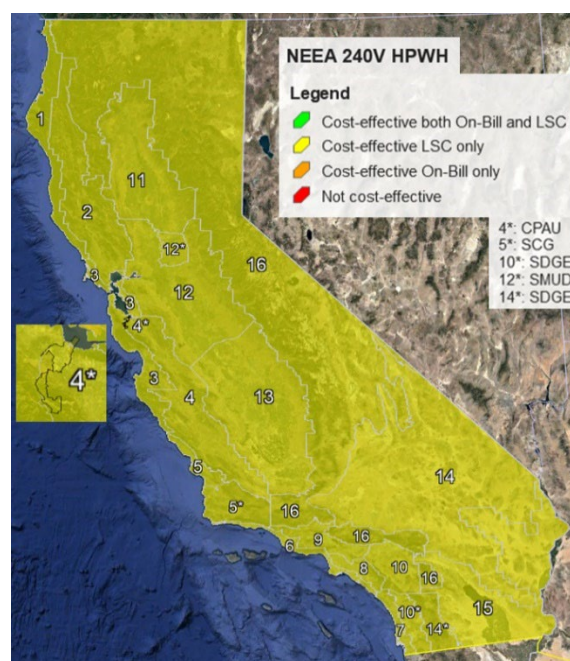 NEEA 240V HPWH
Legend
Cost-effective both On-Bill and LSC
Cost-effective LSC only
Cost-effective On-Bill only
Not cost-effective
4*: CPAU
5*: SCG
10*: SDGE
12*: SMUD
14*: SDGE
1
11
2
12*
16
3
12
3
4*
4*
3
4
13
5
14
5*
16
16
6
9
8
10
16
10*
15
7
14*